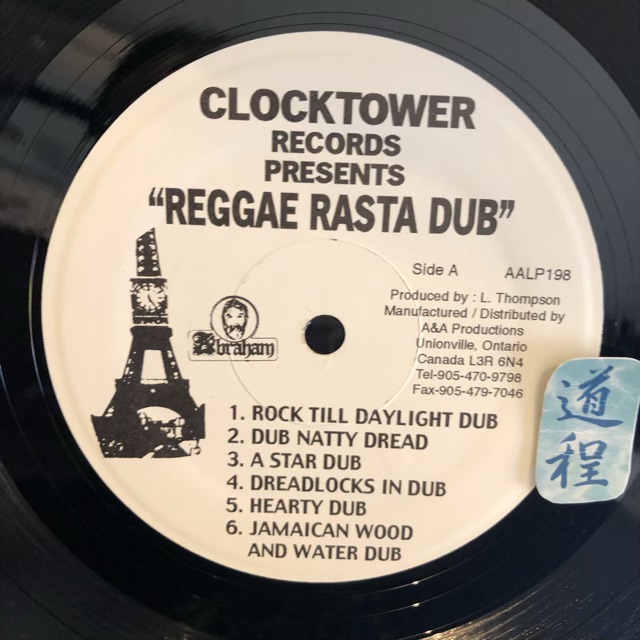 CLOCKTOWER
RECORDS
PRESENTS
“REGGAE RASTA DUB”
Side A AALP198
Produced by : L. Thompson
Manufactured / Distributed by
A&A Productions
Unionville, Ontario
Canada L3R 6N4
Tel-905-470-9798
Fax-905-479-7046
Abraham
1. ROCK TILL DAYLIGHT DUB
2. DUB NATTY DREAD
3. A STAR DUB
4. DREADLOCKS IN DUB
5. HEARTY DUB
6. JAMAICAN WOOD
AND WATER DUB
道
程